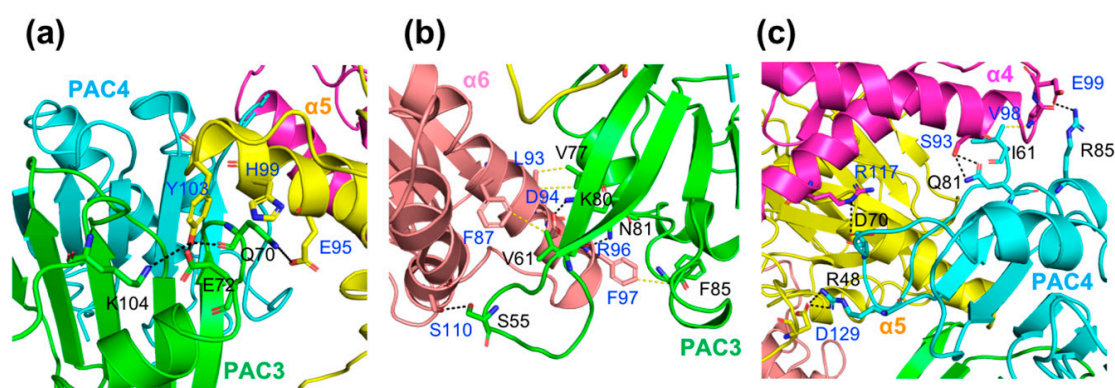 (a)
PAC4
α5
Y103
H99
E95
Q70
K104
E72
PAC3
(b)
α6
L93
V77
D94
K80
F87
N81
R96
V61
F97
F85
S110
S55
PAC3
(c)
α4
E99
V98
S93
I61
R85
R117
Q81
D70
PAC4
R48
α5
D129